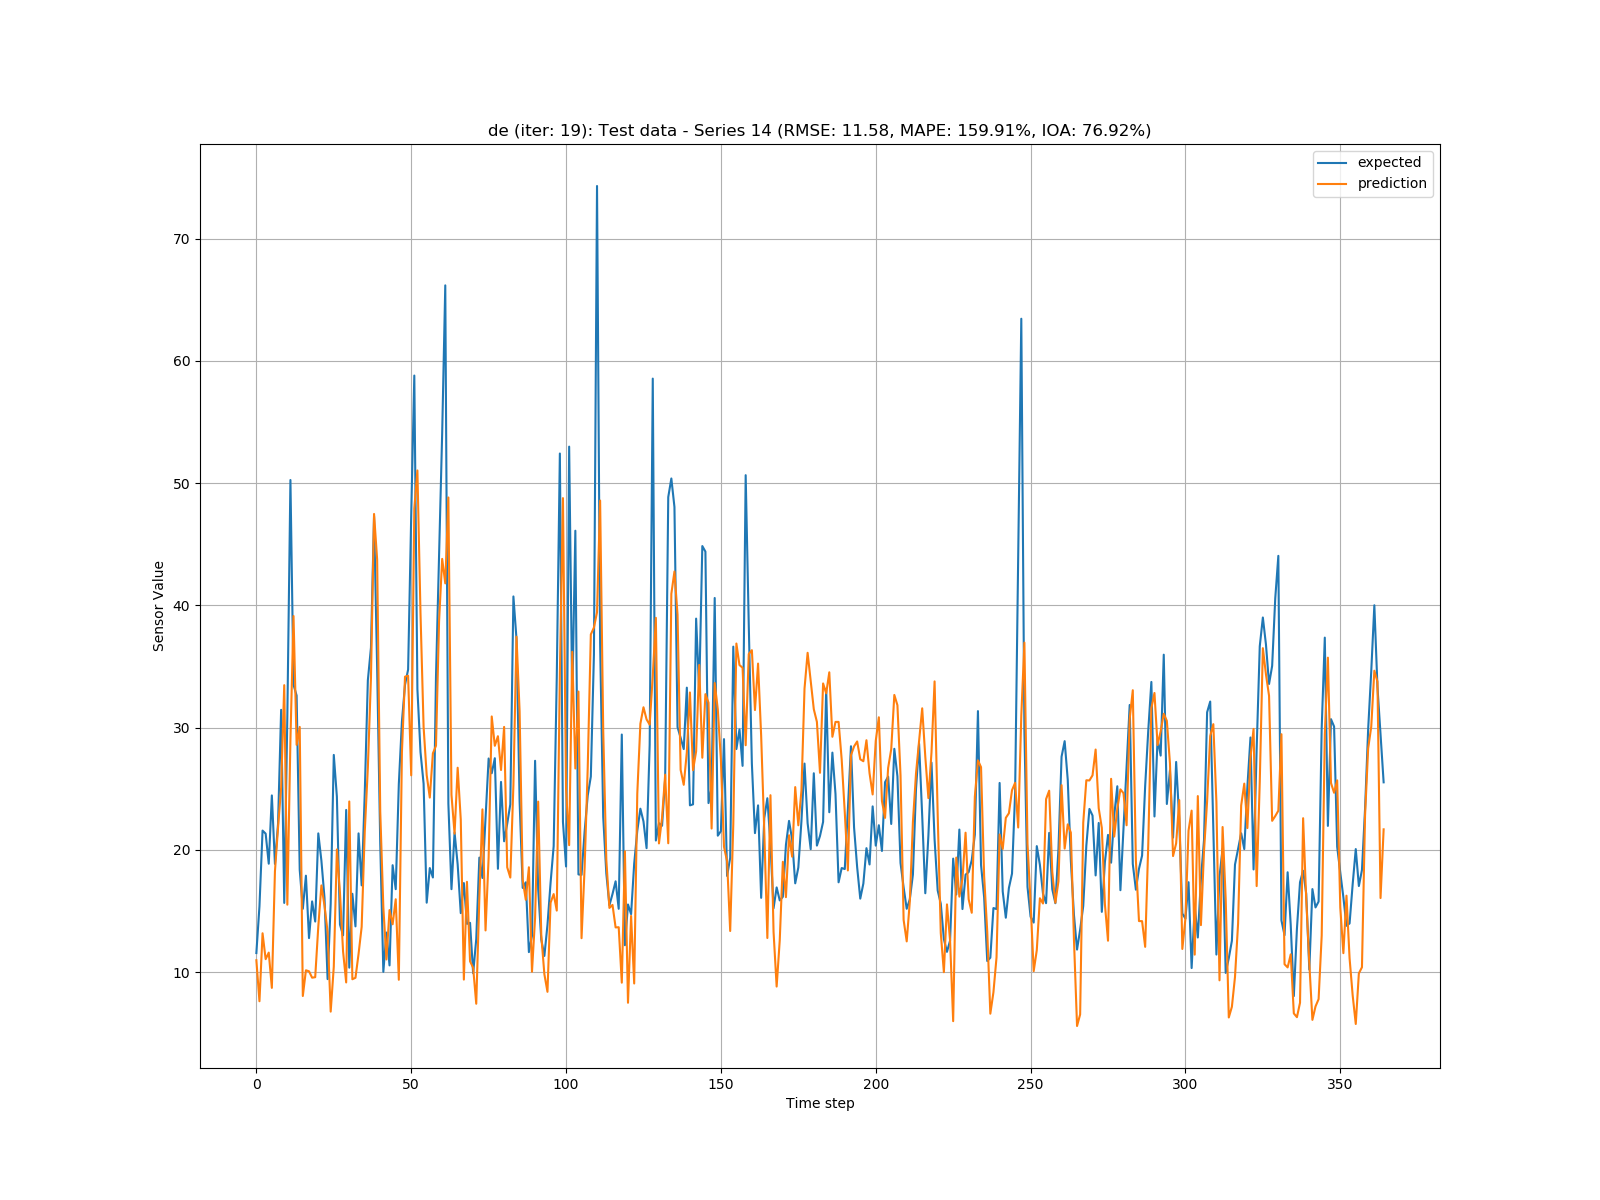 de (iter: 19): Test data - Series 14 (RMSE: 11.58, MAPE: 159.91%, IOA: 76.92%)
expected
prediction
70
60
50
40
30
20
10
Sensor Value
0 50 100 150 200 250 300 350
Time step